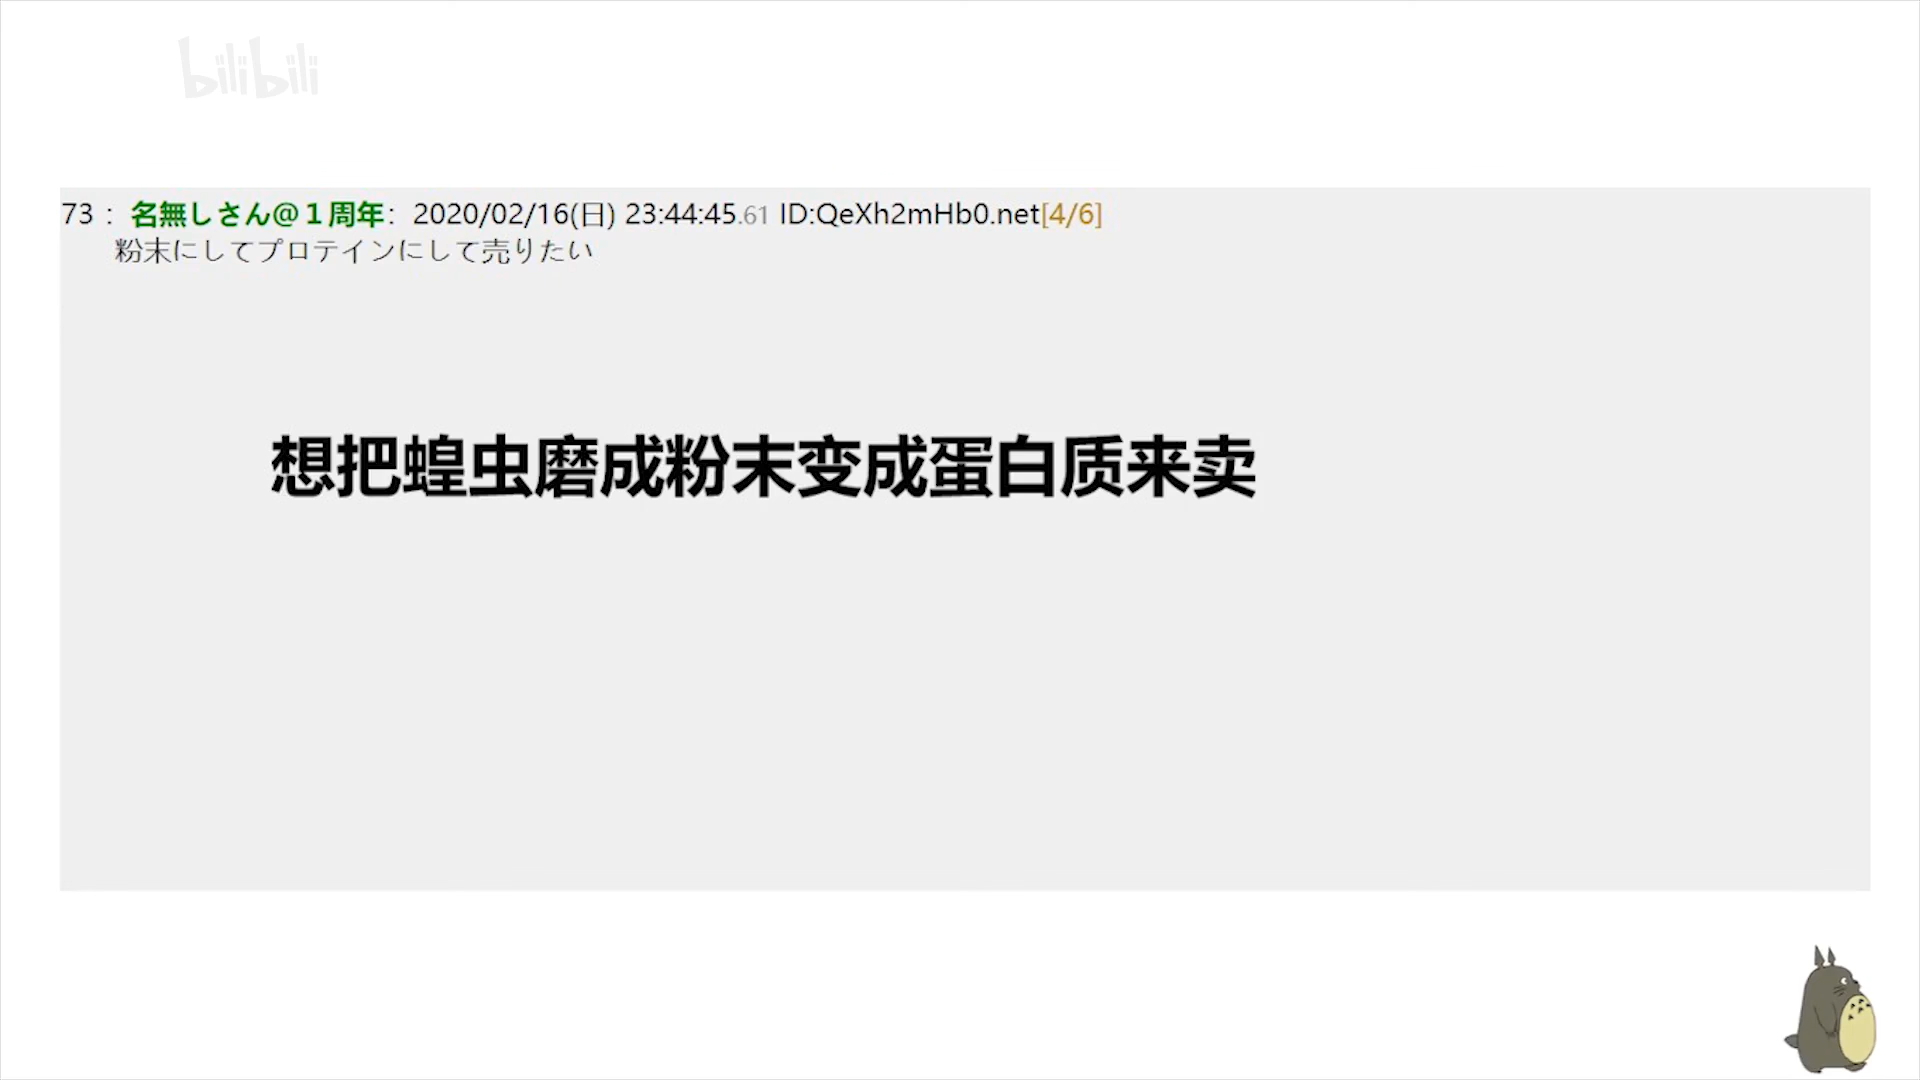 bilibili
73 : 名無しさん@１周年: 2020/02/16(日) 23:44:45.61 ID:QeXh2mHb0.net[4/6]
粉末にしてプロテインにして売りたい
想把蝗虫磨成粉末变成蛋白质来卖